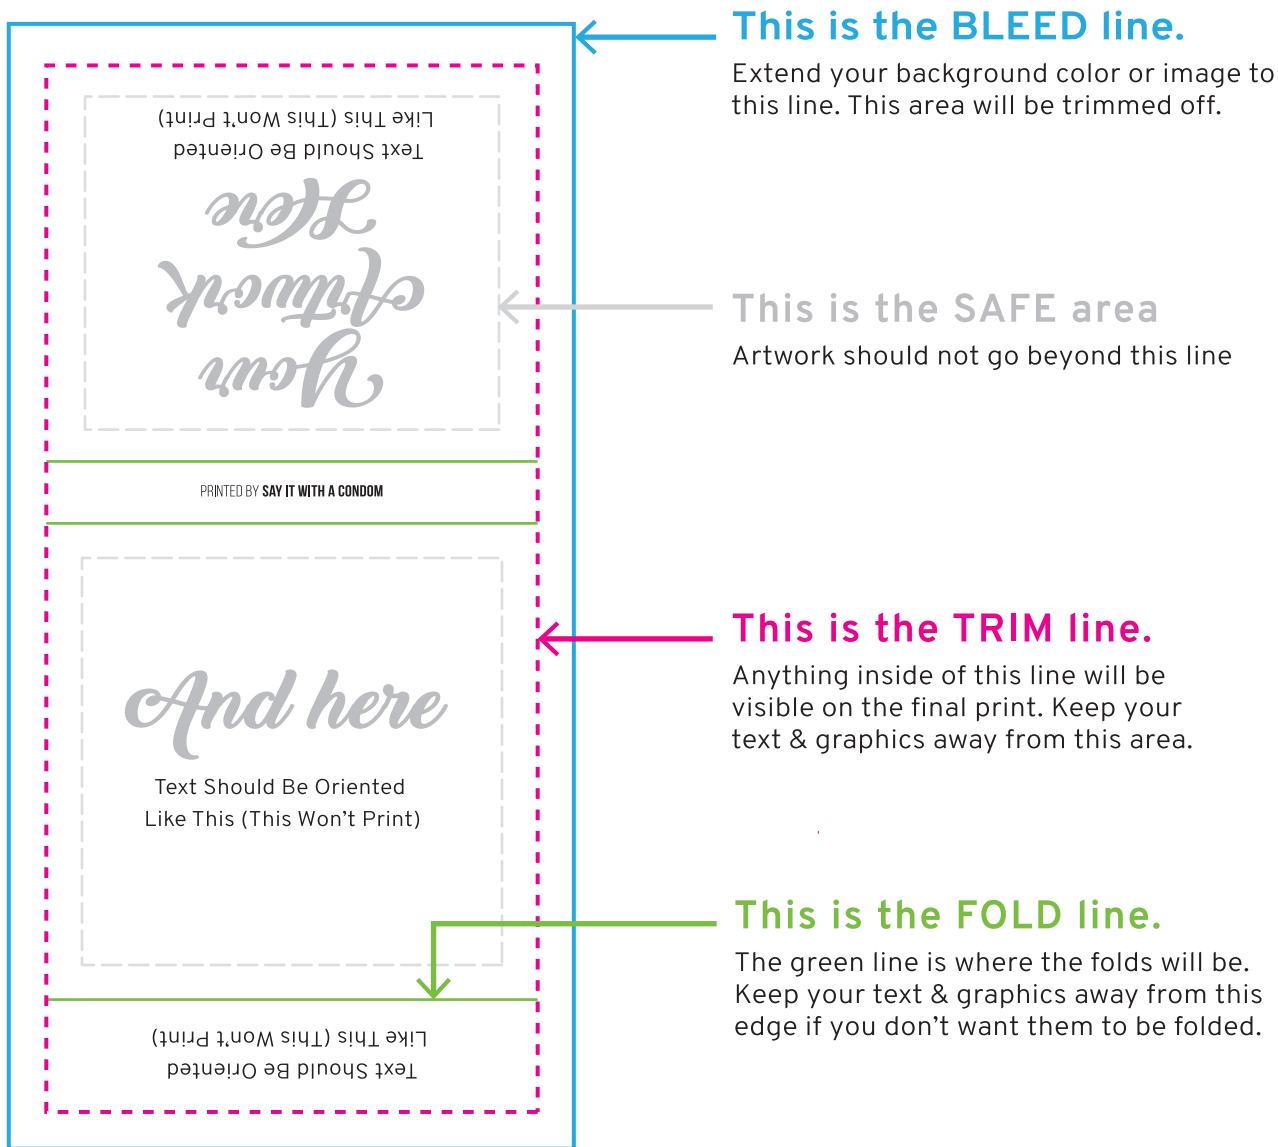 This is the BLEED line.
Extend your background color or image to
this line. This area will be trimmed off.
Text Should Be Oriented
Like This (This Won't Print)
Your
Artwork
Here
This is the SAFE area
Artwork should not go beyond this line
PRINTED BY SAY IT WITH A CONDOM
And here
Text Should Be Oriented
Like This (This Won't Print)
This is the TRIM line.
Anything inside of this line will be
visible on the final print. Keep your
text & graphics away from this area.
This is the FOLD line.
The green line is where the folds will be.
Keep your text & graphics away from this
edge if you don't want them to be folded.
Text Should Be Oriented
Like This (This Won't Print)